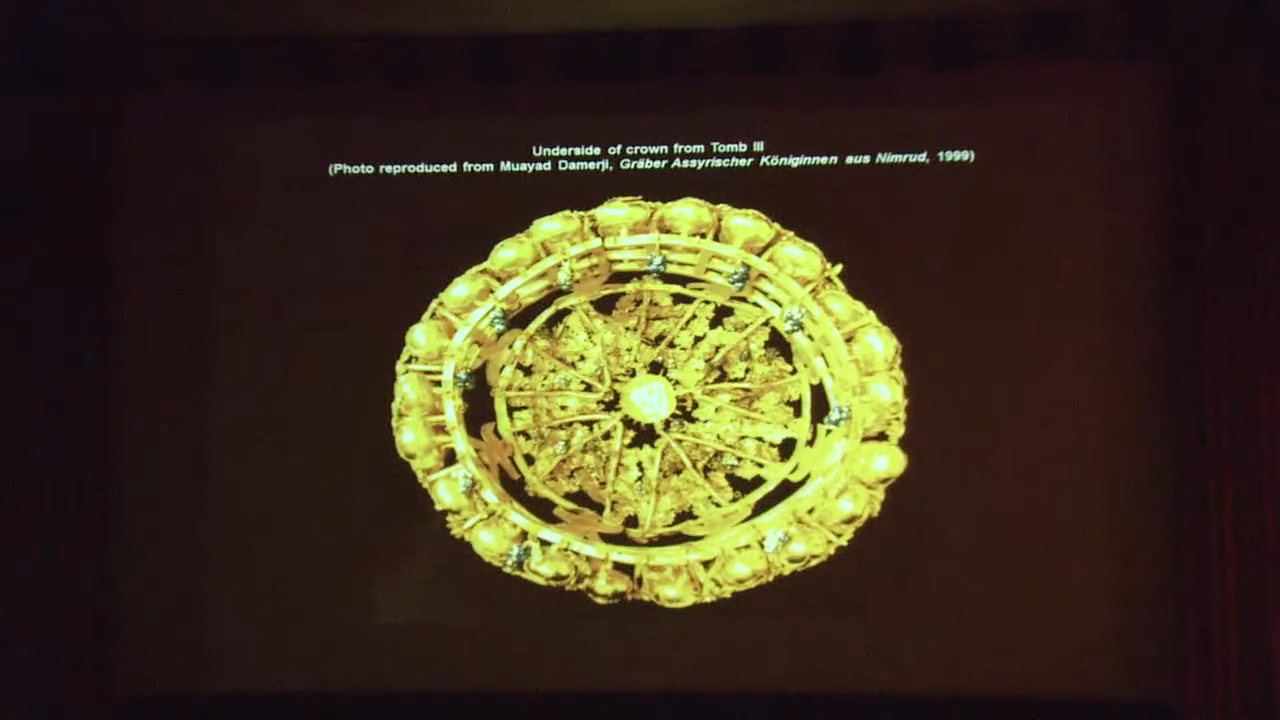 Underside of crown from Tomb III
(Photo reproduced from Muayad Damerji, Gräber Assyrischer Königinnen aus Nimrud, 1999)